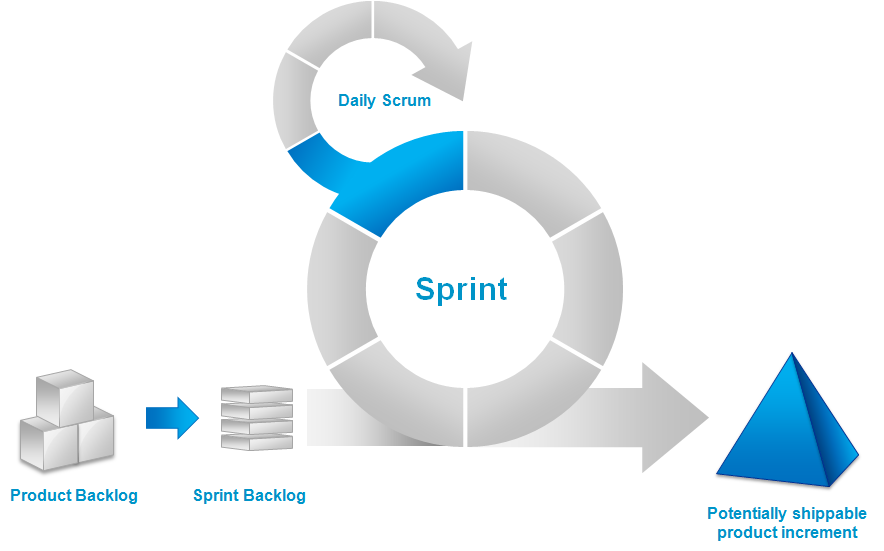 Daily Scrum
Sprint
Product Backlog
Sprint Backlog
Potentially shippable
product increment